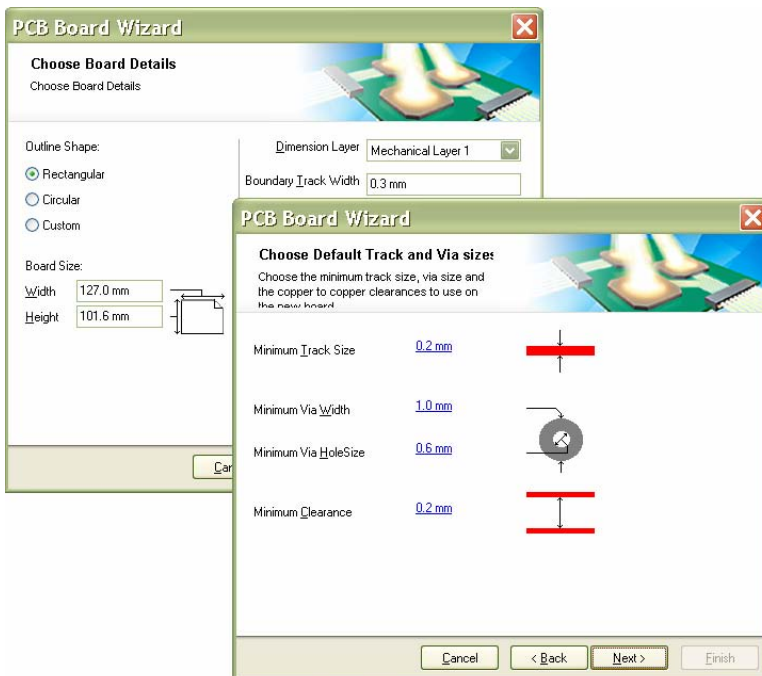 PCB Board Wizard
Choose Board Details
Choose Board Details
Outline Shape:
Rectangular
Circular
Custom
Board Size:
Width 127.0 mm
Height 101.6 mm
Dimension Layer Mechanical Layer 1
Boundary Track Width 0.3 mm
PCB Board Wizard
Choose Default Track and Via sizes
Choose the minimum track size, via size and
the copper to copper clearances to use on
the new board
Minimum Track Size 0.2 mm
Minimum Via Width 1.0 mm
Minimum Via HoleSize 0.6 mm
Minimum Clearance 0.2 mm
Cancel
< Back
Next >
Finish